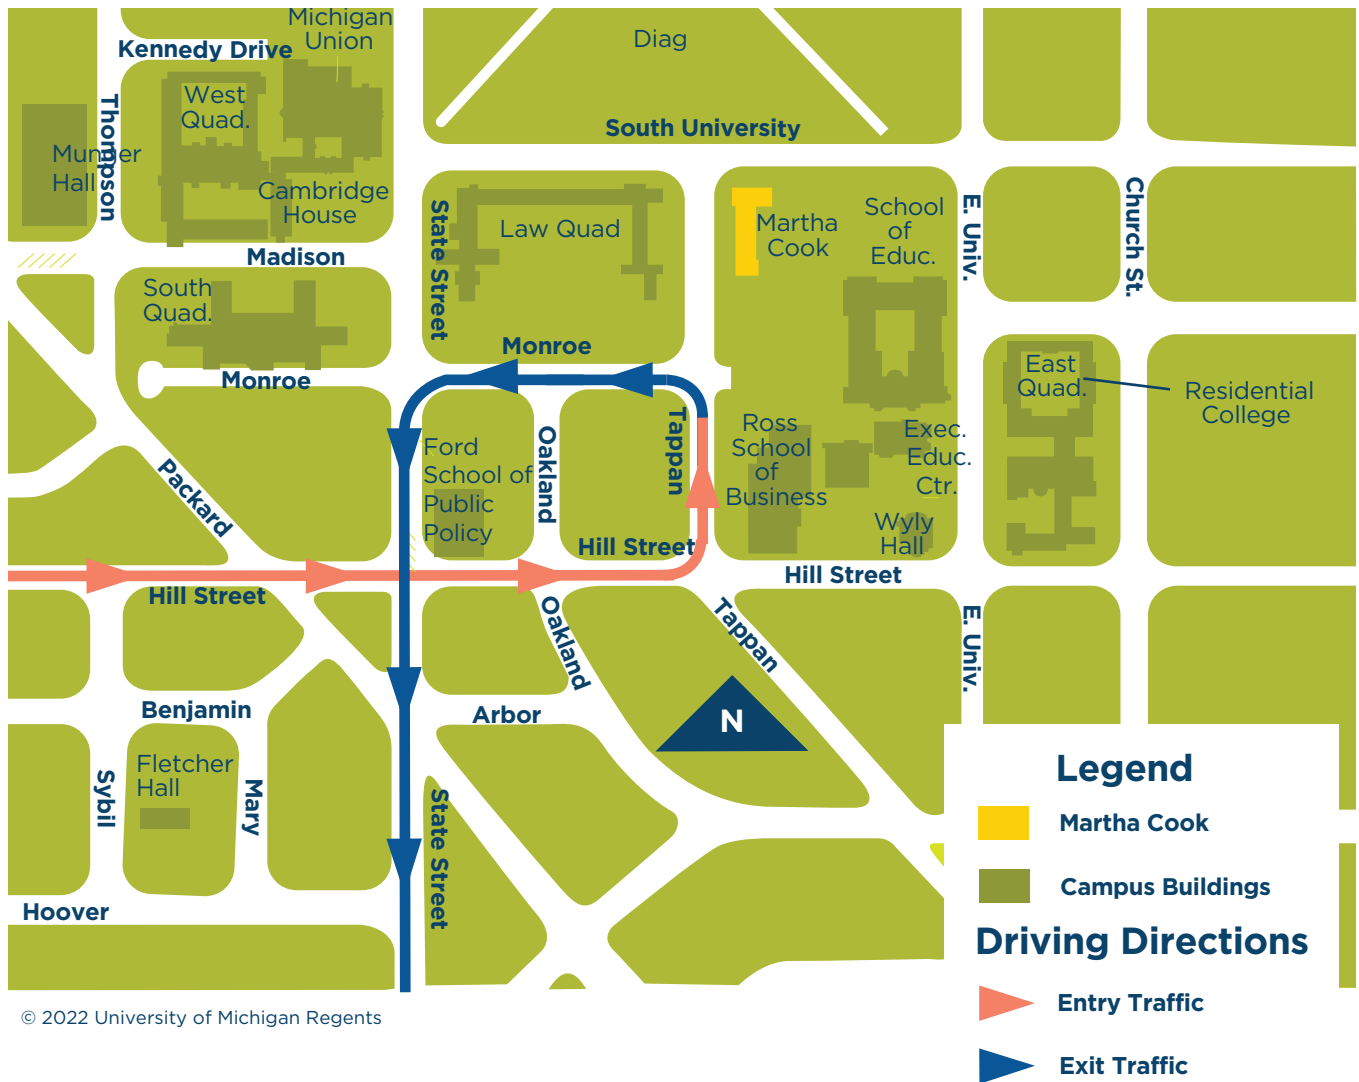 Michigan
Union
Diag
Kennedy Drive
West
Quad.
Thompson
South University
Munger
Hall
Cambridge
House
State Street
Law Quad
Martha
Cook
School
of
Educ.
E. Univ.
Church St.
Madison
South
Quad.
Monroe
Monroe
East
Quad.
Residential
College
Ford
School of
Public
Policy
Oakland
Tappan
Ross
School
of
Business
Exec.
Educ.
Ctr.
Packard
Wyly
Hall
Hill Street
Hill Street
Hill Street
Oakland
Tappan
E. Univ.
Benjamin
Arbor
N
Fletcher
Hall
Sybil
Mary
State Street
Hoover
Legend
Martha Cook
Campus Buildings
Driving Directions
Entry Traffic
Exit Traffic
© 2022 University of Michigan Regents